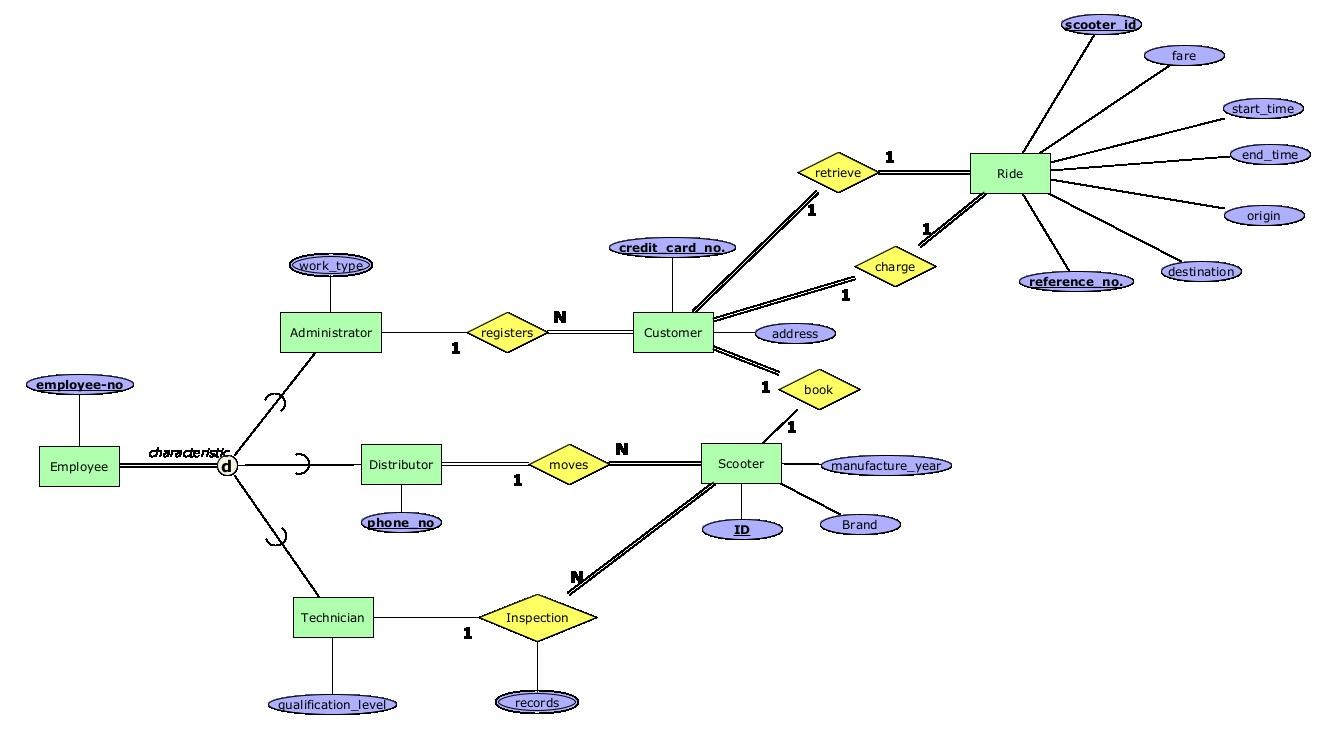 scooter_id
fare
start_time
end_time
origin
destination
reference_no.
Ride
1
retrieve
1
1
charge
1
credit_card_no.
work_type
Administrator
1
registers
N
Customer
address
1
book
1
employee-no
Employee
characteristic
d
Distributor
phone_no
1
moves
N
Scooter
manufacture_year
Brand
ID
N
Technician
1
Inspection
qualification_level
records